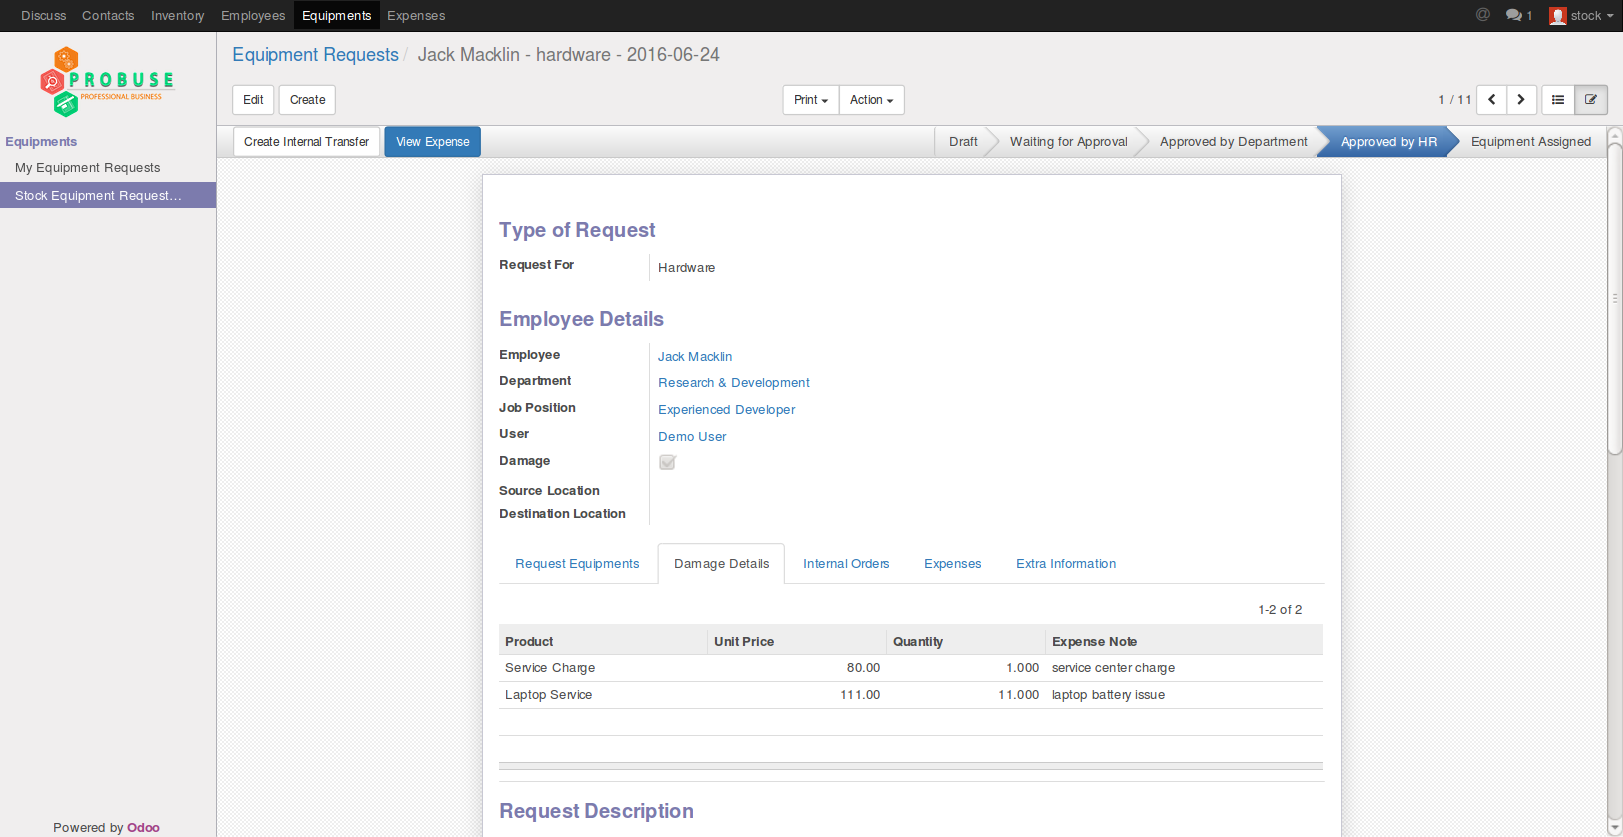 Discuss Contacts Inventory Employees Equipments Expenses @ 1 stock
PROBUSE
PROFESSIONAL BUSINESS
Equipment Requests / Jack Macklin - hardware - 2016-06-24
Edit Create Print Action 1 / 11
Create Internal Transfer View Expense Draft Waiting for Approval Approved by Department Approved by HR Equipment Assigned
Equipments
My Equipment Requests
Stock Equipment Request...
Type of Request
Request For Hardware
Employee Details
Employee Jack Macklin
Department Research & Development
Job Position Experienced Developer
User Demo User
Damage
Source Location
Destination Location
Request Equipments Damage Details Internal Orders Expenses Extra Information
1-2 of 2
Product Unit Price Quantity Expense Note
Service Charge 80.00 1.000 service center charge
Laptop Service 111.00 11.000 laptop battery issue
Request Description
Powered by Odoo